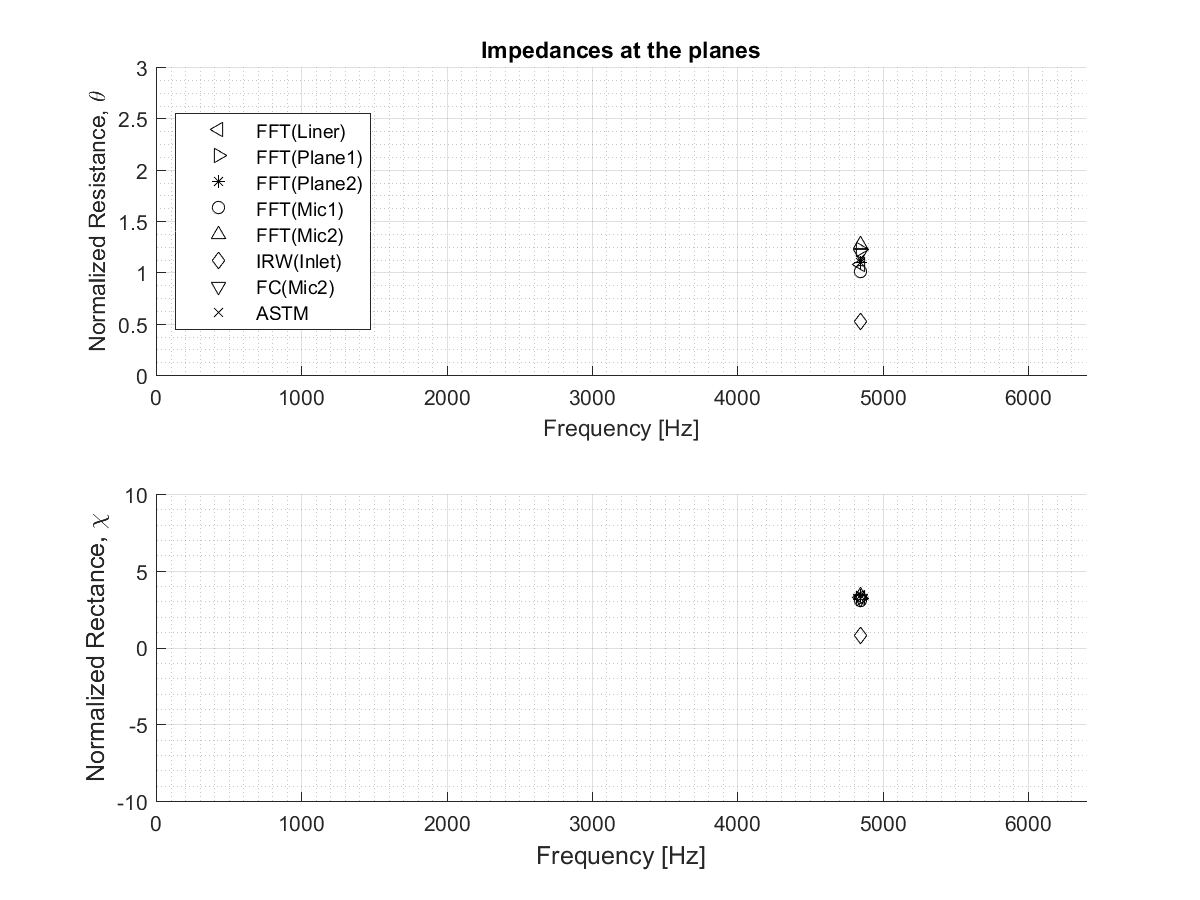 Impedances at the planes
3
2.5
2
1.5
1
0.5
0
Normalized Resistance, θ
FFT(Liner)
FFT(Plane1)
FFT(Plane2)
FFT(Mic1)
FFT(Mic2)
IRW(Inlet)
FC(Mic2)
ASTM
0 1000 2000 3000 4000 5000 6000
Frequency [Hz]
10
5
0
-5
-10
Normalized Rectance, χ
0 1000 2000 3000 4000 5000 6000
Frequency [Hz]